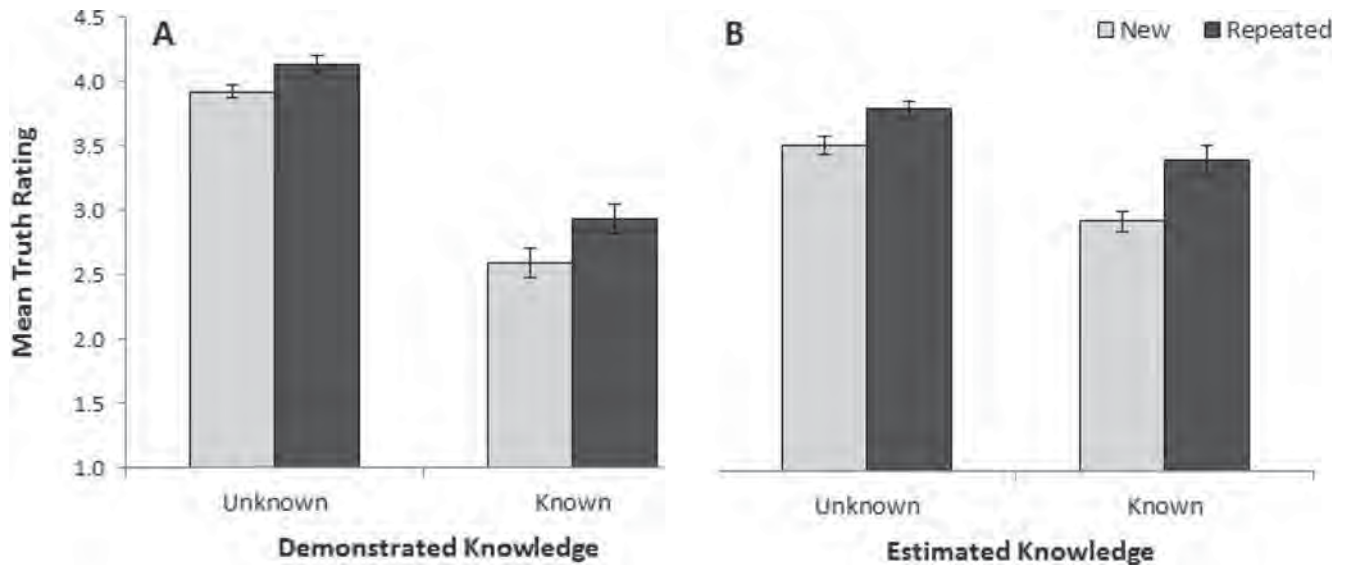 A
B
New
Repeated
Mean Truth Rating
4.5
4.0
3.5
3.0
2.5
2.0
1.5
1.0
Unknown
Known
Unknown
Known
Demonstrated Knowledge
Estimated Knowledge